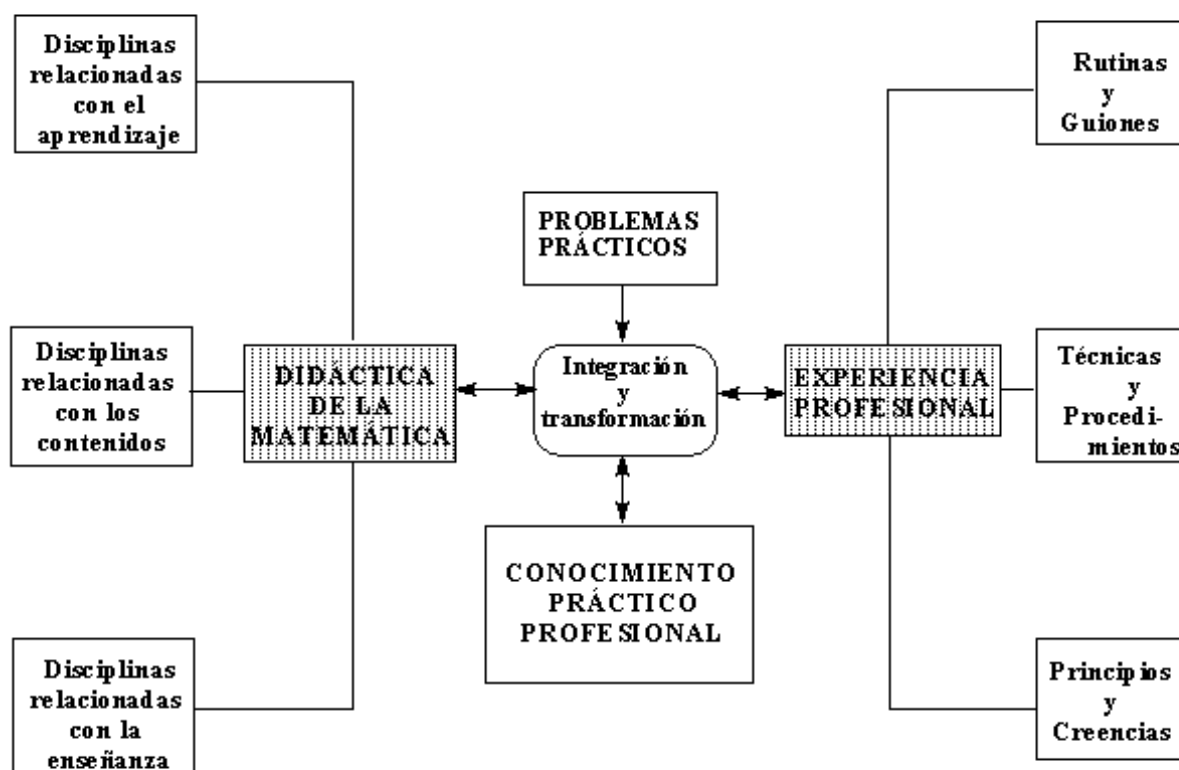 Disciplinas
relacionadas
con el
aprendizaje
Rutinas
y
Guiones
PROBLEMAS
PRÁCTICOS
Disciplinas
relacionadas
con los
contenidos
DIDÁCTICA
DE LA
MATEMÁTICA
Integración
y
transformación
EXPERIENCIA
PROFESIONAL
Técnicas
y
Procedi-
mientos
CONOCIMIENTO
PRÁCTICO
PROFESIONAL
Disciplinas
relacionadas
con la
enseñanza
Principios
y
Creencias